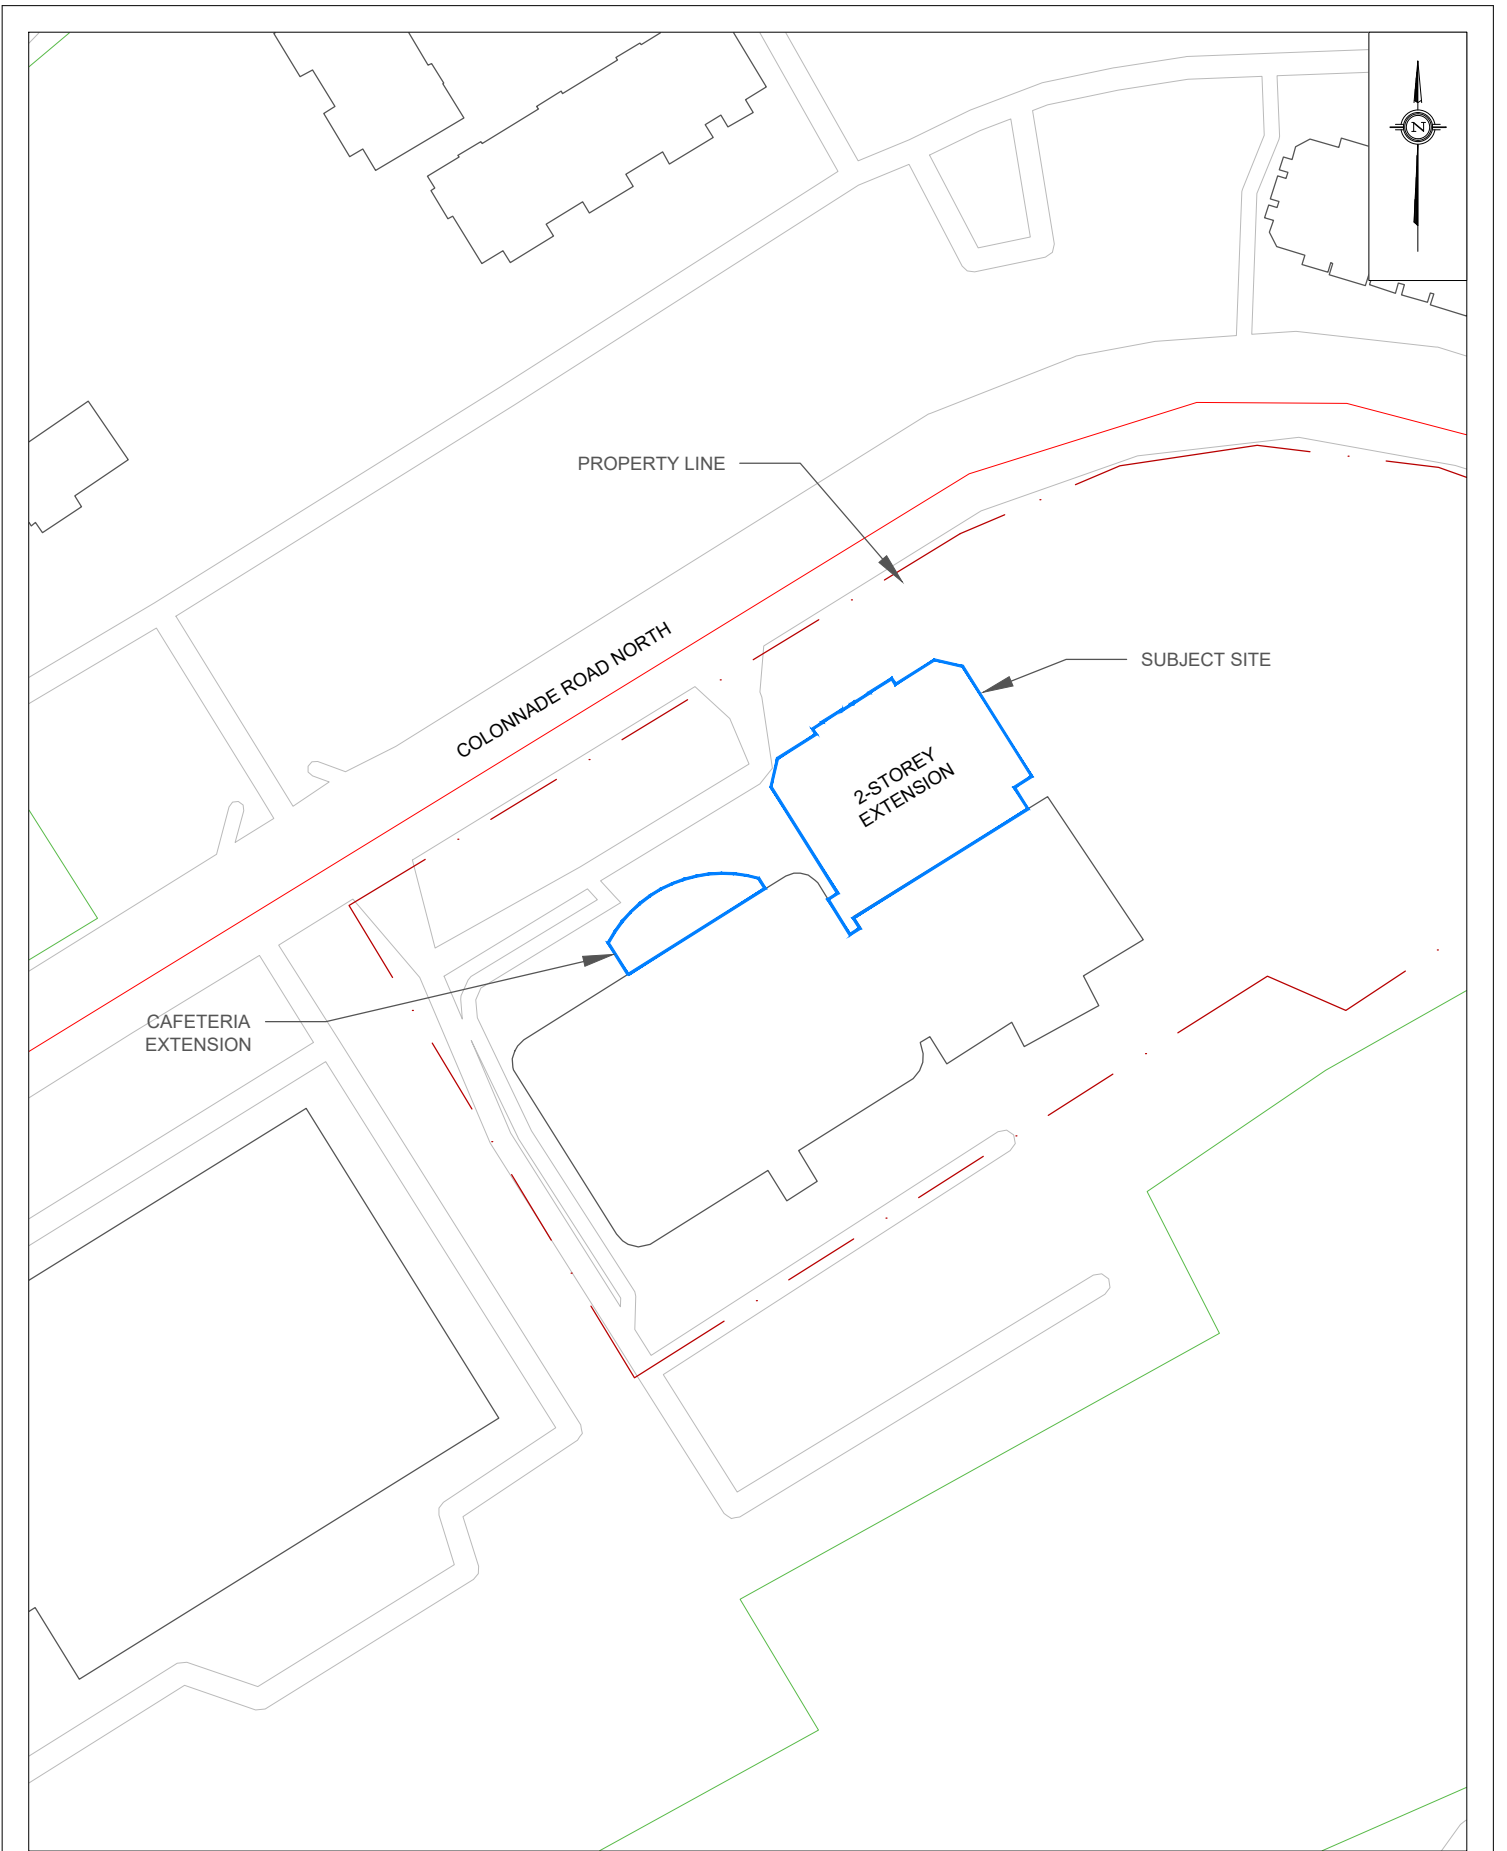 N
PROPERTY LINE
COLONNADE ROAD NORTH
SUBJECT SITE
2-STOREY
EXTENSION
CAFETERIA
EXTENSION